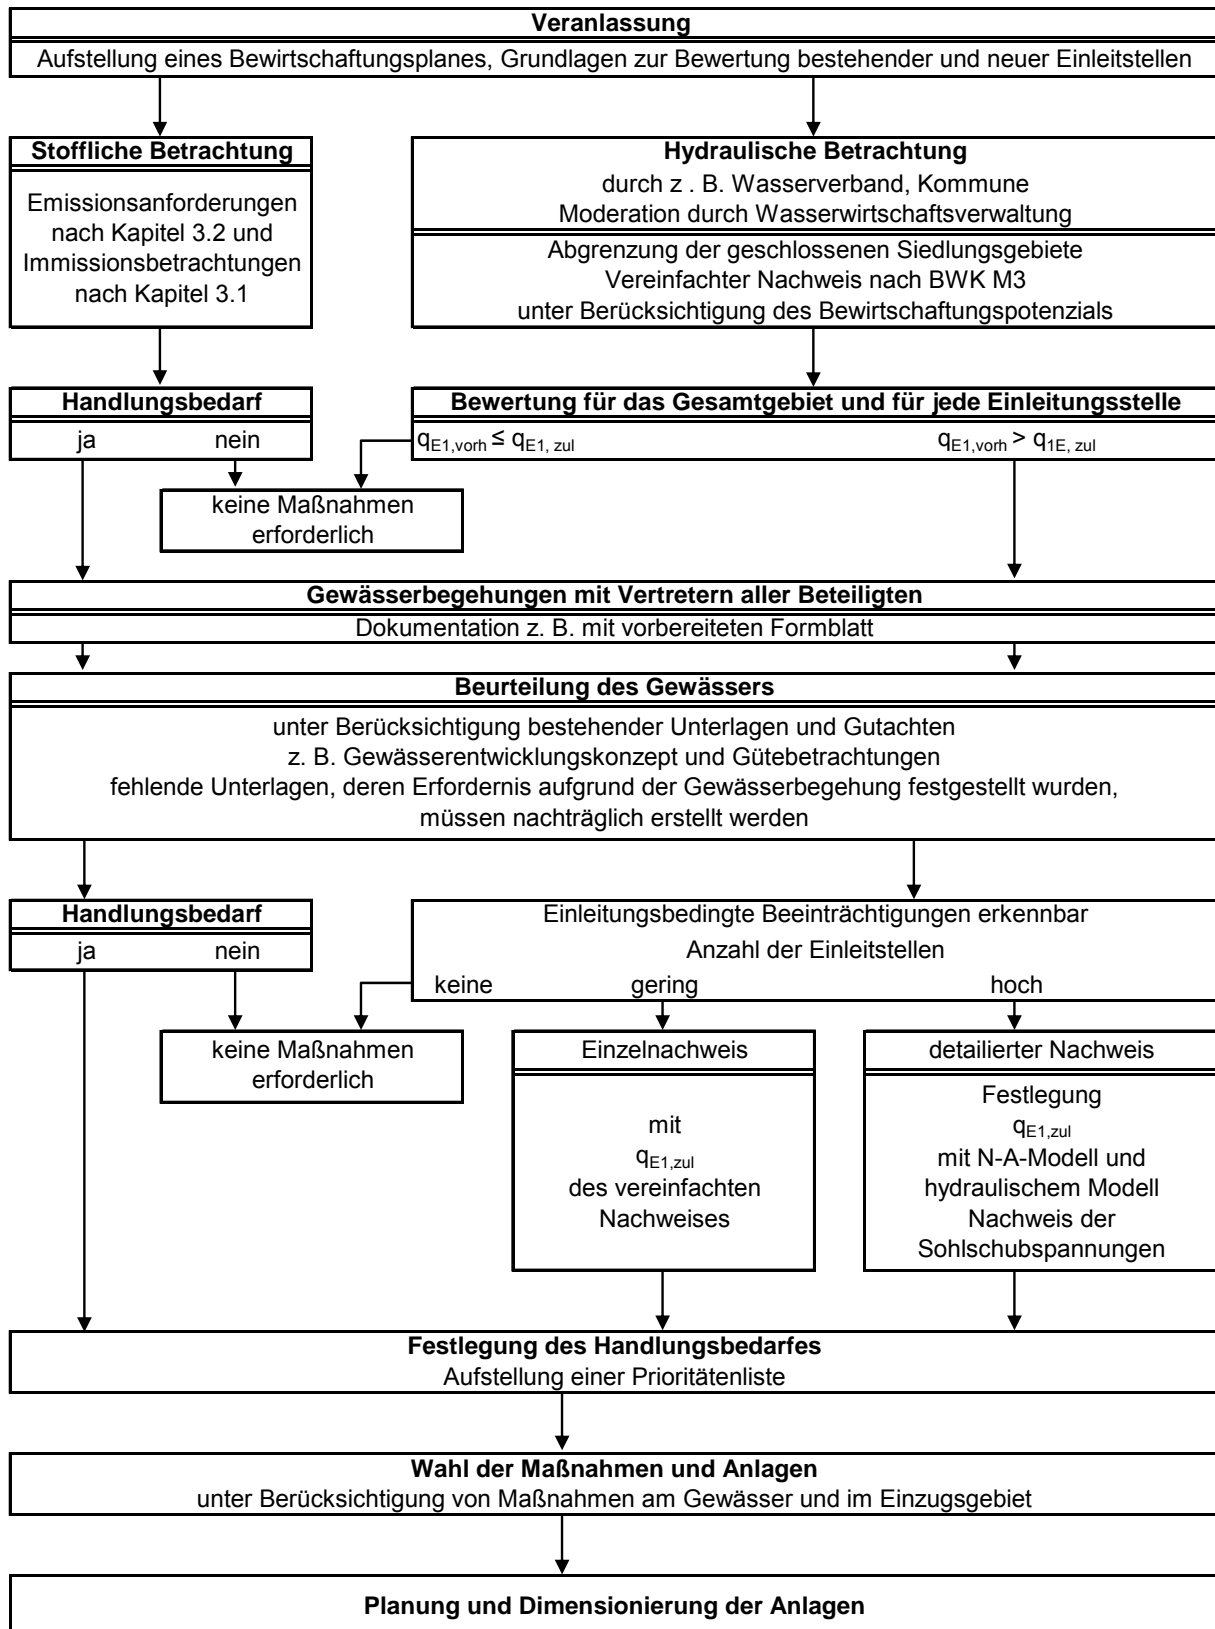 Veranlassung
Aufstellung eines Bewirtschaftungsplanes, Grundlagen zur Bewertung bestehender und neuer Einleitstellen
Stoffliche Betrachtung
Emissionsanforderungen
nach Kapitel 3.2 und
Immissionsbetrachtungen
nach Kapitel 3.1
Hydraulische Betrachtung
durch z . B. Wasserverband, Kommune
Moderation durch Wasserwirtschaftsverwaltung
Abgrenzung der geschlossenen Siedlungsgebiete
Vereinfachter Nachweis nach BWK M3
unter Berücksichtigung des Bewirtschaftungspotenzials
Handlungsbedarf
ja nein
Bewertung für das Gesamtgebiet und für jede Einleitungsstelle
qE1,vorh ≤ qE1, zul qE1,vorh > q1E, zul
keine Maßnahmen
erforderlich
Gewässerbegehungen mit Vertretern aller Beteiligten
Dokumentation z. B. mit vorbereiteten Formblatt
Beurteilung des Gewässers
unter Berücksichtigung bestehender Unterlagen und Gutachten
z. B. Gewässerentwicklungskonzept und Gütebetrachtungen
fehlende Unterlagen, deren Erfordernis aufgrund der Gewässerbegehung festgestellt wurden,
müssen nachträglich erstellt werden
Handlungsbedarf
ja nein
Einleitungsbedingte Beeinträchtigungen erkennbar
Anzahl der Einleitstellen
keine gering hoch
keine Maßnahmen
erforderlich
Einzelnachweis
mit
qE1,zul
des vereinfachten
Nachweises
detailierter Nachweis
Festlegung
qE1,zul
mit N-A-Modell und
hydraulischem Modell
Nachweis der
Sohlschubspannungen
Festlegung des Handlungsbedarfes
Aufstellung einer Prioritätenliste
Wahl der Maßnahmen und Anlagen
unter Berücksichtigung von Maßnahmen am Gewässer und im Einzugsgebiet
Planung und Dimensionierung der Anlagen